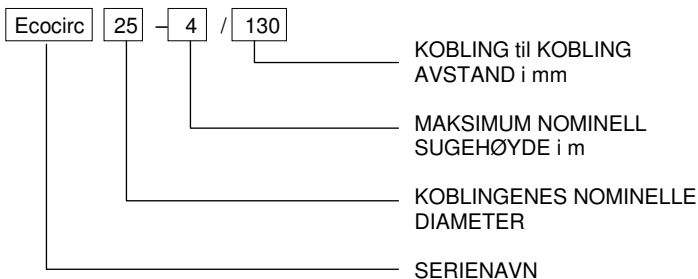 Ecocirc 25 – 4 / 130
KOBLING til KOBLING
AVSTAND i mm
MAKSIMUM NOMINELL
SUGEHØYDE i m
KOBLINGENES NOMINELLE
DIAMETER
SERIENAVN